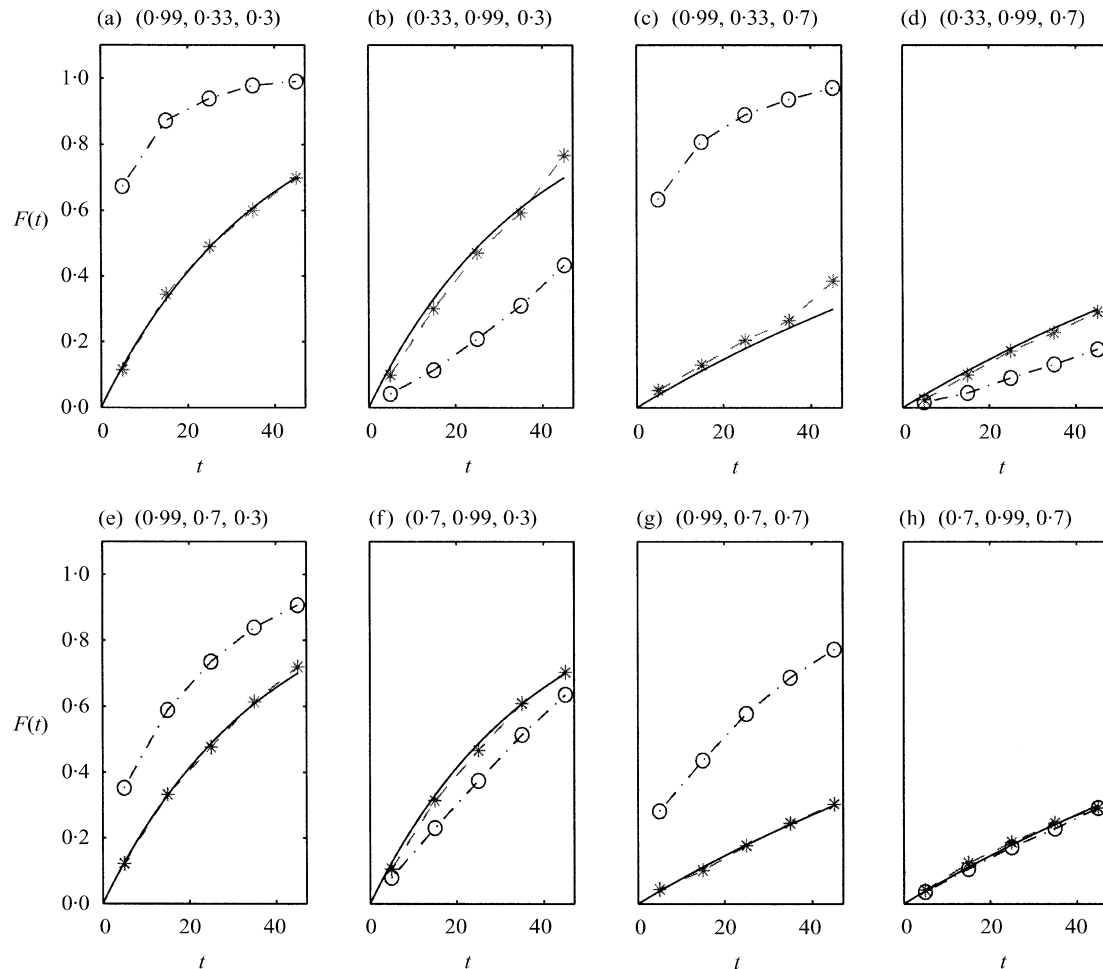 (a) (0·99, 0·33, 0·3)
(b) (0·33, 0·99, 0·3)
(c) (0·99, 0·33, 0·7)
(d) (0·33, 0·99, 0·7)
1·0
0·8
0·6
F(t)
0·4
0·2
0·0
0 20 40
0 20 40
0 20 40
0 20 40
t
t
t
t
(e) (0·99, 0·7, 0·3)
(f) (0·7, 0·99, 0·3)
(g) (0·99, 0·7, 0·7)
(h) (0·7, 0·99, 0·7)
1·0
0·8
0·6
F(t)
0·4
0·2
0·0
0 20 40
0 20 40
0 20 40
0 20 40
t
t
t
t